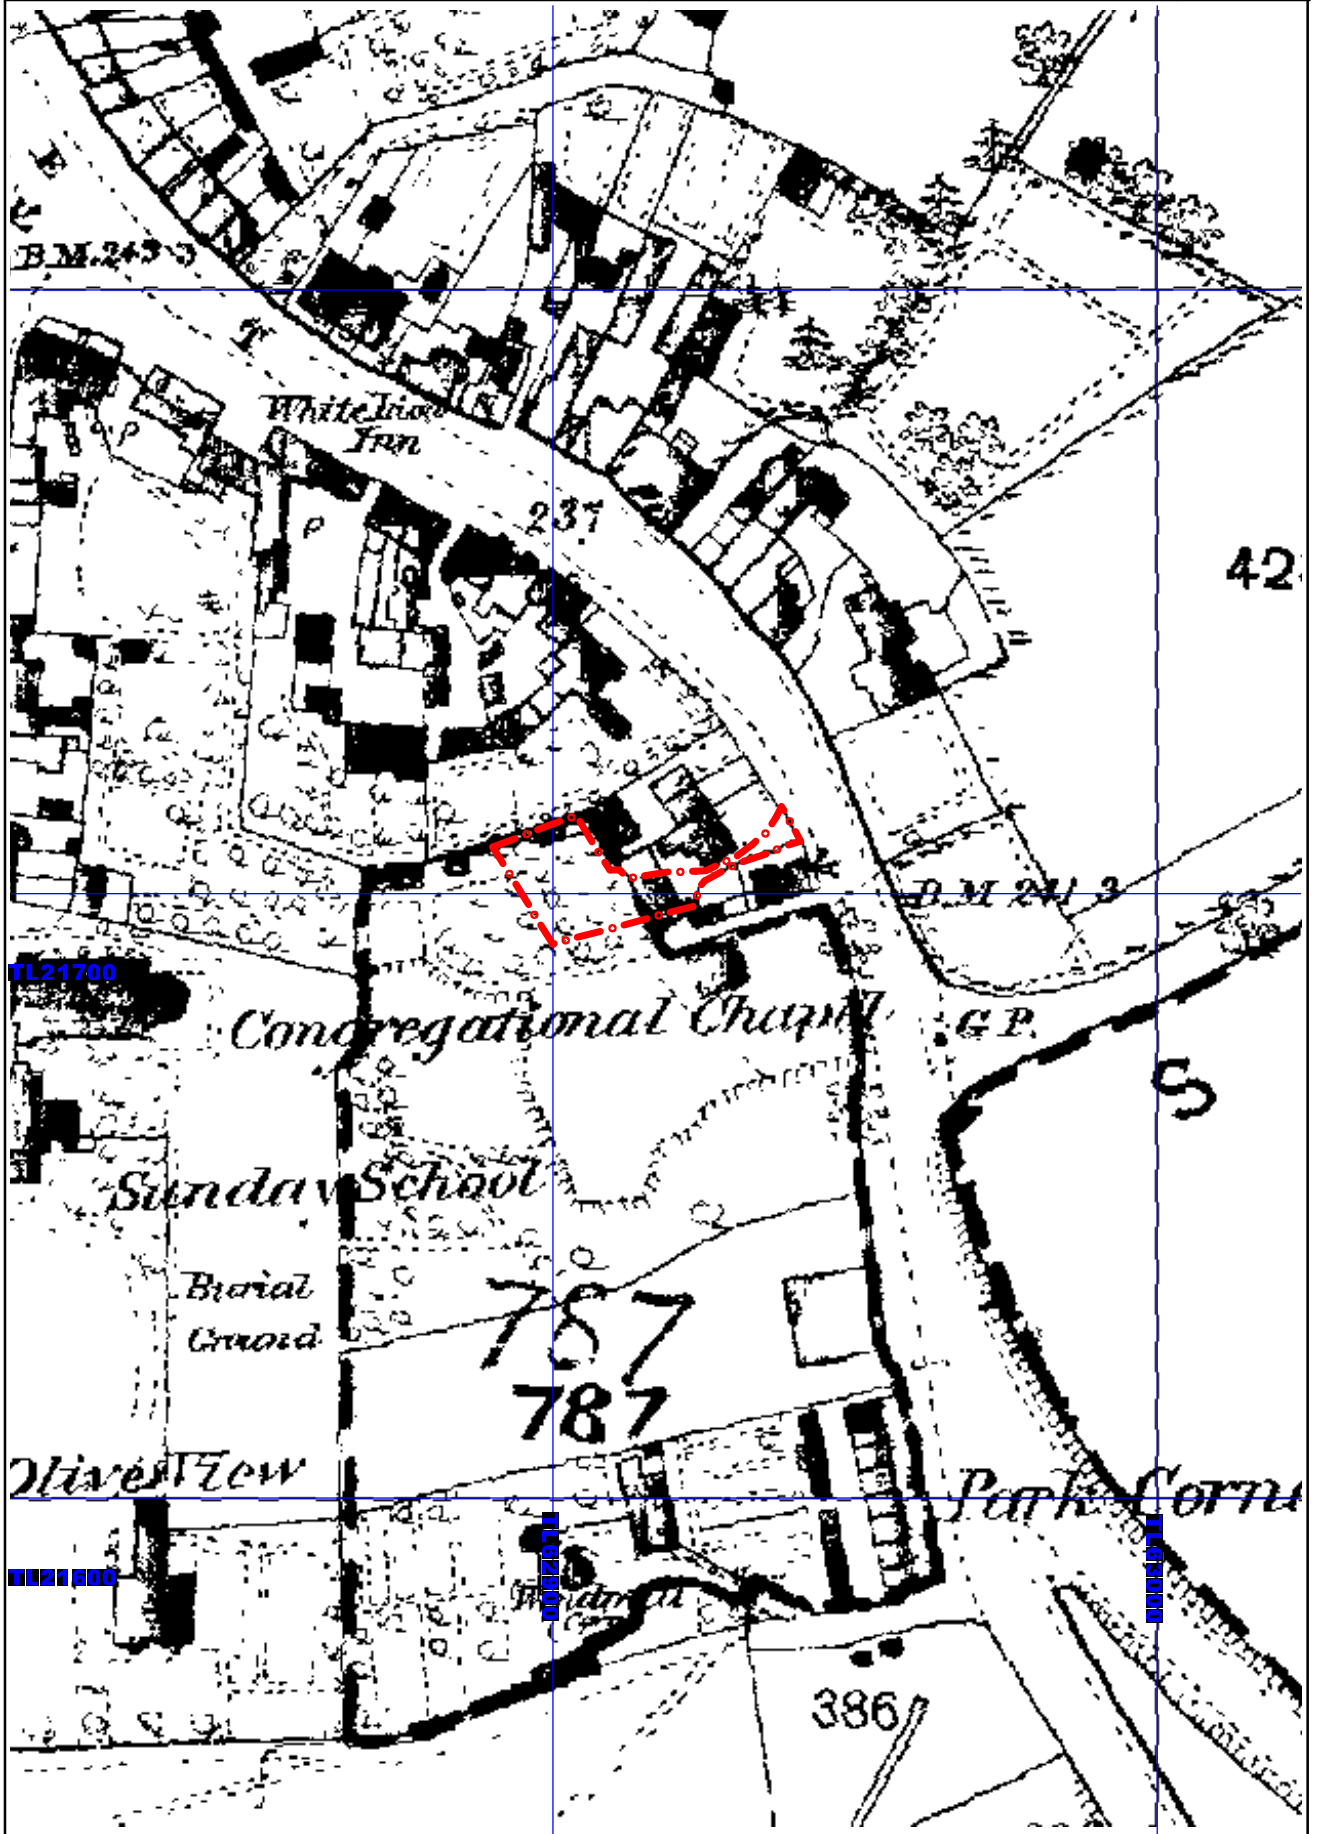 E
B.M. 243.3
T
White Lion
Inn
237
42
B.M. 241.3
TL21700
Congregational Chapel
G.P.
S
Sunday School
Burial
Ground
787
787
Olive View
Park Corne
TL21600
TL62900
TL63000
386